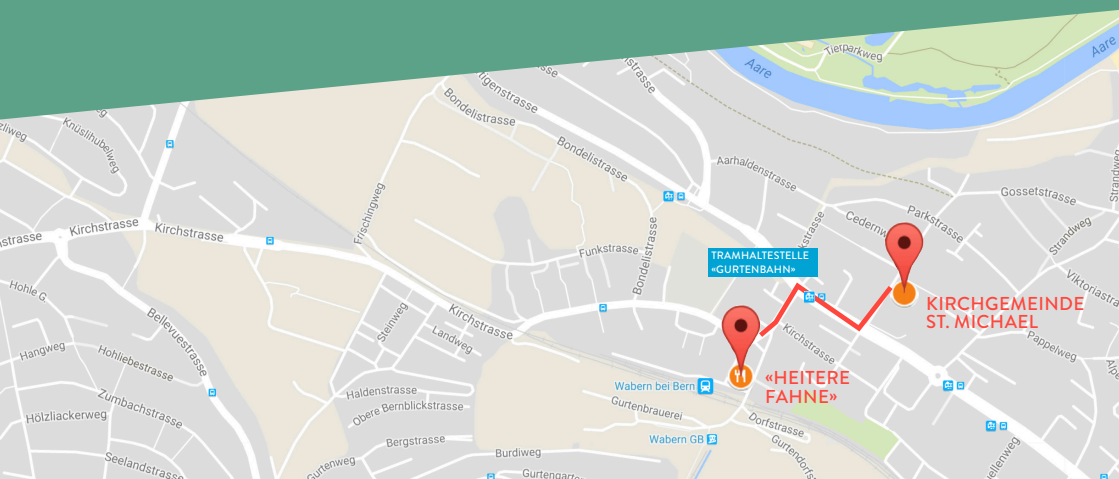 Tierparkweg
Aare
Aare
Knüslihubelweg
Bondelistrasse
Bondelistrasse
Aarhaldenstrasse
Gossetstrasse
Strandweg
Strandweg
Parkstrasse
Frischingweg
Kirchstrasse
Kirchstrasse
Funkstrasse
Bondelistrasse
TRAMHALTESTELLE
«GURTENBAHN»
Hohle G.
Bellevuestrasse
Steinweg
Kirchstrasse
Landweg
Kirchstrasse
KIRCHGEMEINDE
ST. MICHAEL
Pappelweg
Hangweg
Hohliebestrasse
Haldenstrasse
Wabern bei Bern
«HEITERE
FAHNE»
Zumbachstrasse
Obere Bernblickstrasse
Gurtenbrauerei
Hölzliackerweg
Bergstrasse
Dorfstrasse
Wabern GB
Seelandstrasse
Gurtenweg
Burdiweg